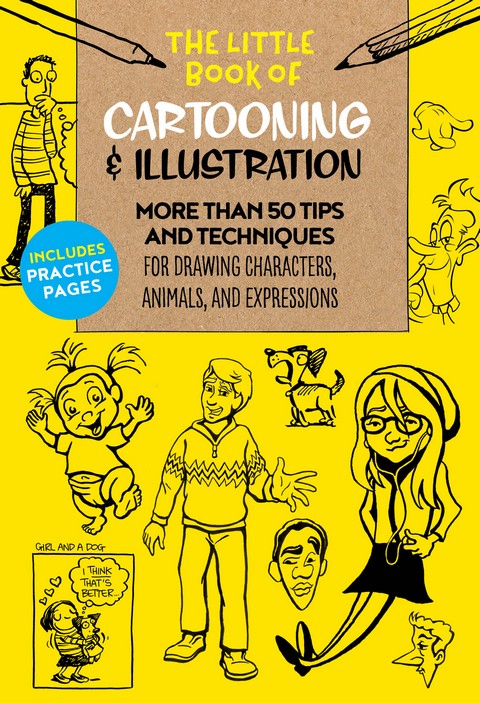 THE LITTLE
BOOK OF
CARTOONING
& ILLUSTRATION
MORE THAN 50 TIPS
AND TECHNIQUES
FOR DRAWING CHARACTERS,
ANIMALS, AND EXPRESSIONS
INCLUDES
PRACTICE
PAGES
GIRL AND A DOG
I THINK
THAT'S
BETTER...